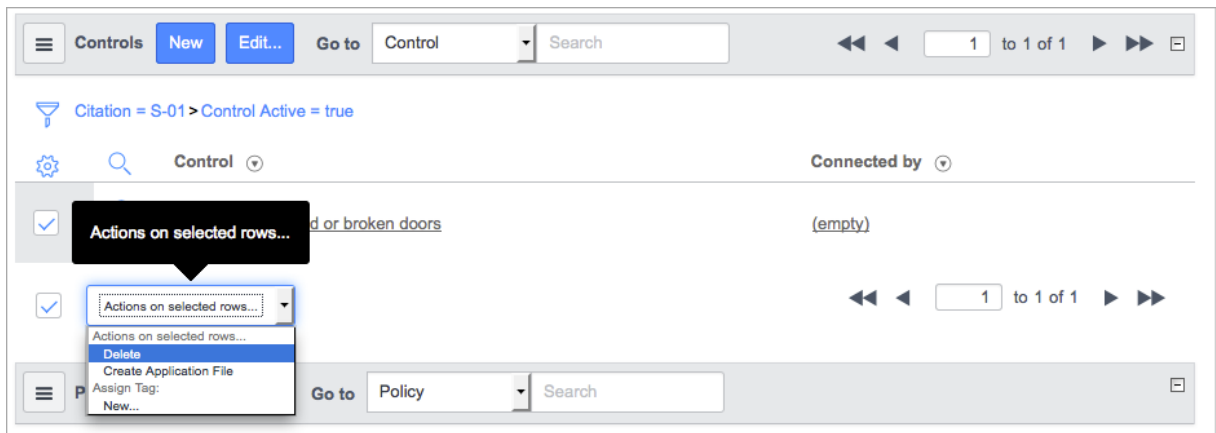 Controls New Edit... Go to Control Search 1 to 1 of 1
Citation = S-01 > Control Active = true
Control Connected by
d or broken doors (empty)
Actions on selected rows...
Actions on selected rows... 1 to 1 of 1
Actions on selected rows...
Delete
Create Application File
Assign Tag:
New...
P Go to Policy Search